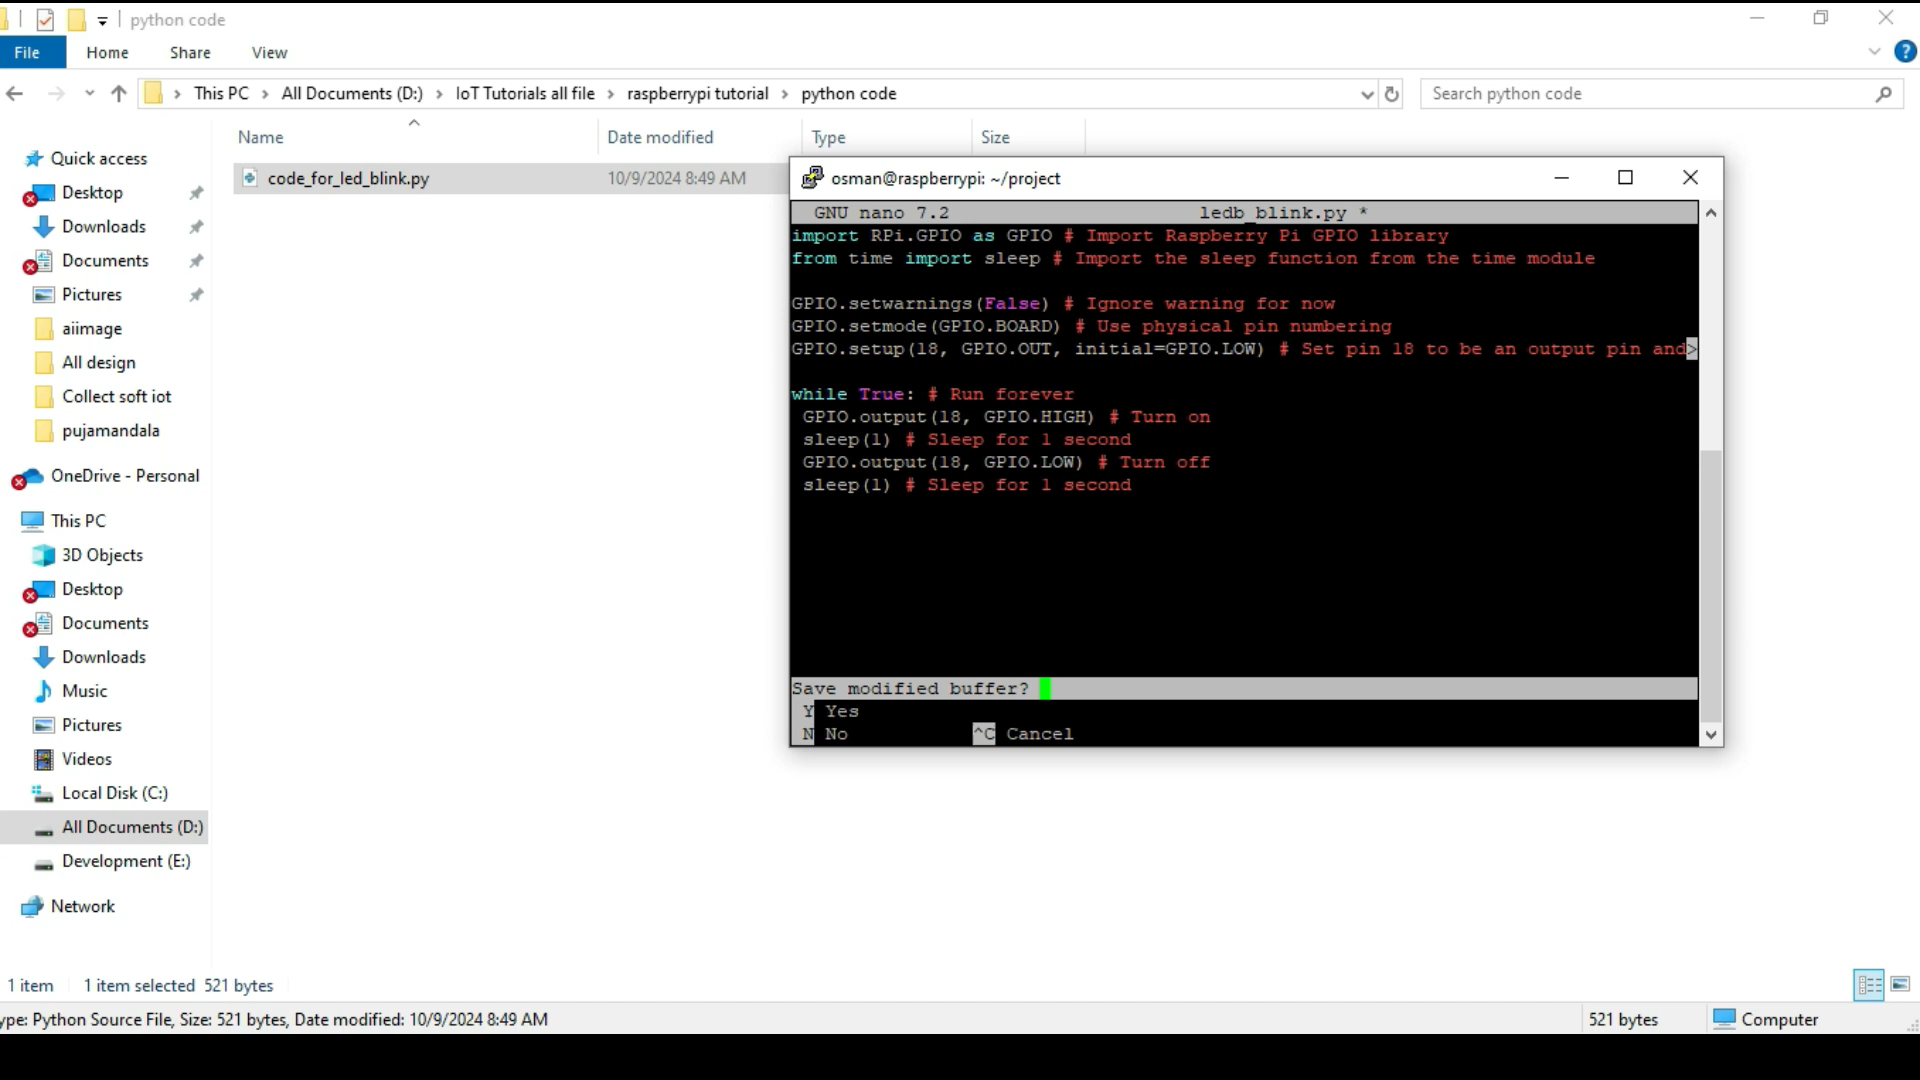 python code
File Home Share View
This PC > All Documents (D:) > IoT Tutorials all file > raspberrypi tutorial > python code
Search python code
Name Date modified Type Size
code_for_led_blink.py 10/9/2024 8:49 AM
Quick access
Desktop
Downloads
Documents
Pictures
aiimage
All design
Collect soft iot
pujamandala
OneDrive - Personal
This PC
3D Objects
Desktop
Documents
Downloads
Music
Pictures
Videos
Local Disk (C:)
All Documents (D:)
Development (E:)
Network
osman@raspberrypi: ~/project
GNU nano 7.2 ledb_blink.py *
import RPi.GPIO as GPIO # Import Raspberry Pi GPIO library
from time import sleep # Import the sleep function from the time module
GPIO.setwarnings(False) # Ignore warning for now
GPIO.setmode(GPIO.BOARD) # Use physical pin numbering
GPIO.setup(18, GPIO.OUT, initial=GPIO.LOW) # Set pin 18 to be an output pin and>
while True: # Run forever
GPIO.output(18, GPIO.HIGH) # Turn on
sleep(1) # Sleep for 1 second
GPIO.output(18, GPIO.LOW) # Turn off
sleep(1) # Sleep for 1 second
Save modified buffer?
Y Yes
N No ^C Cancel
1 item 1 item selected 521 bytes
ype: Python Source File, Size: 521 bytes, Date modified: 10/9/2024 8:49 AM
521 bytes
Computer